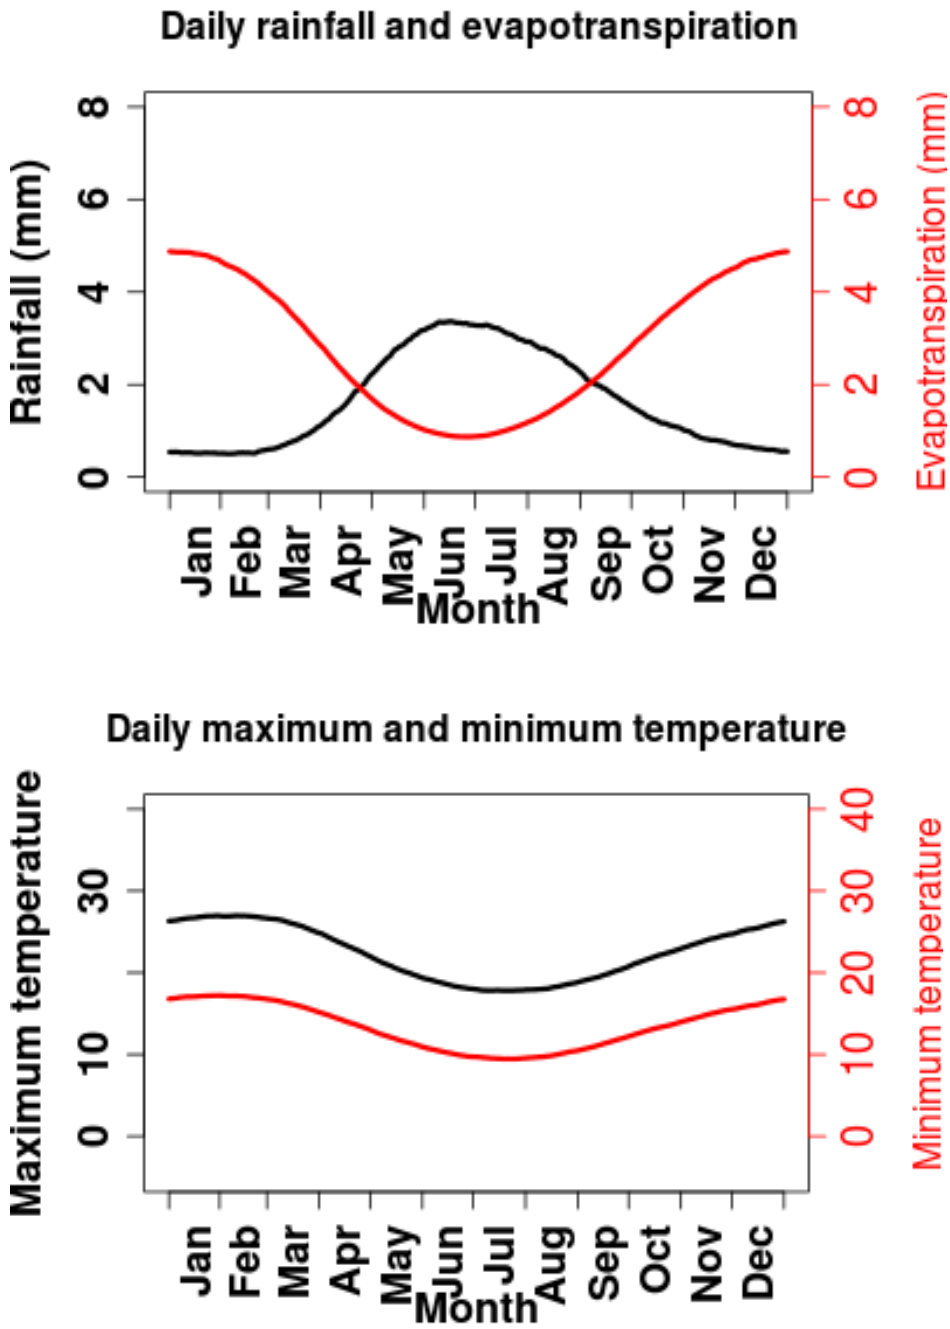 Daily rainfall and evapotranspiration
Rainfall (mm)
8
6
4
2
0
8
6
4
2
0
Evapotranspiration (mm)
Jan Feb Mar Apr May Jun Jul Aug Sep Oct Nov Dec
Month
Daily maximum and minimum temperature
Maximum temperature
30
10
0
40
30
20
10
0
Minimum temperature
Jan Feb Mar Apr May Jun Jul Aug Sep Oct Nov Dec
Month